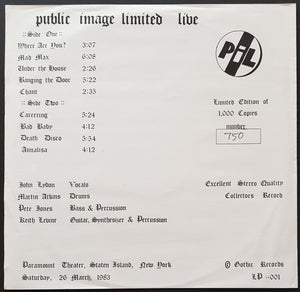 public image limited live
:: Side One ::
Where Are You? 3:07
Mad Max 6:08
Under the House 2:26
Banging the Door 5:22
Chant 2:33
:: Side Two ::
Careering 5:24
Bad Baby 4:12
Death Disco 5:54
Annalisa 4:12
PiL
Limited Edition of
1,000 Copies
number
750
John Lydon Vocals
Martin Atkins Drums
Pete Jones Bass & Percussion
Keith Levine Guitar, Synthesizer & Percussion
Excellent Stereo Quality
Collectors Record
Paramount Theater, Staten Island, New York
Saturday, 26 March, 1983
© Gothic Records
LP -001